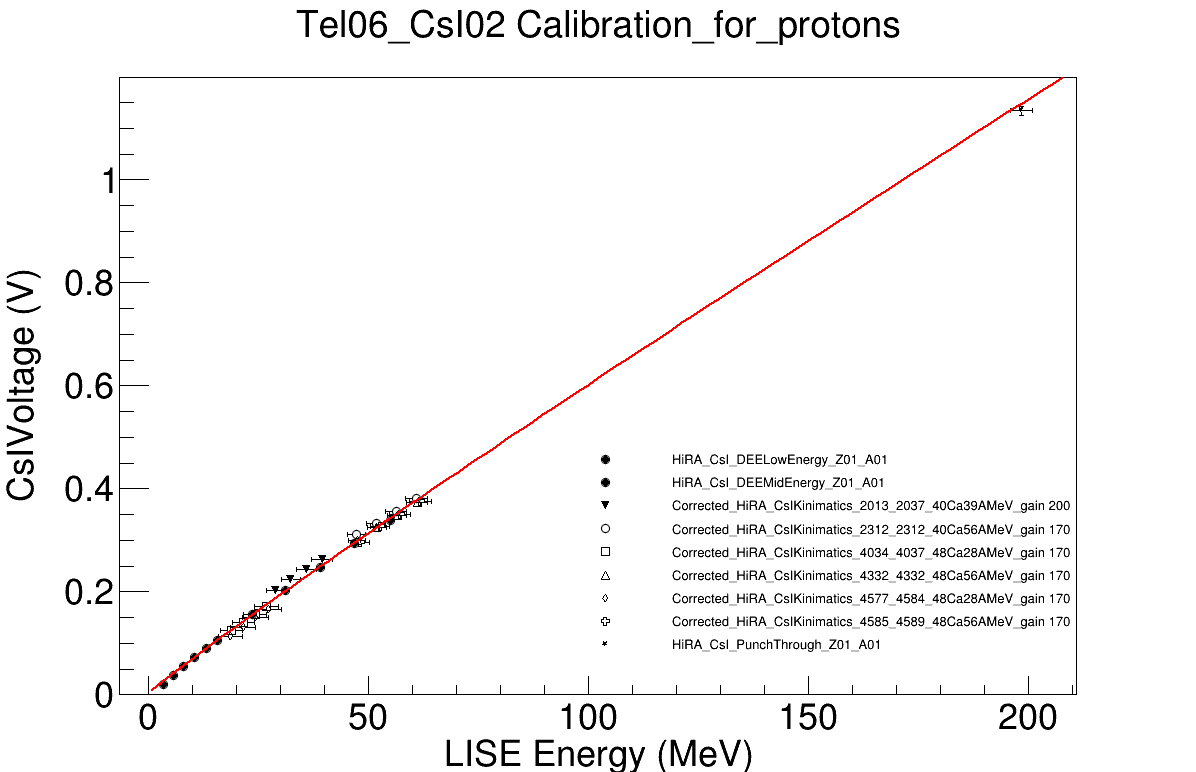 Tel06_CsI02 Calibration_for_protons
CsIVoltage (V)
1
0.8
0.6
0.4
0.2
0
HiRA_CsI_DEELowEnergy_Z01_A01
HiRA_CsI_DEEMidEnergy_Z01_A01
Corrected_HiRA_CsIKinimatics_2013_2037_40Ca39AMeV_gain 200
Corrected_HiRA_CsIKinimatics_2312_2312_40Ca56AMeV_gain 170
Corrected_HiRA_CsIKinimatics_4034_4037_48Ca28AMeV_gain 170
Corrected_HiRA_CsIKinimatics_4332_4332_48Ca56AMeV_gain 170
Corrected_HiRA_CsIKinimatics_4577_4584_48Ca28AMeV_gain 170
Corrected_HiRA_CsIKinimatics_4585_4589_48Ca56AMeV_gain 170
HiRA_CsI_PunchThrough_Z01_A01
0 50 100 150 200
LISE Energy (MeV)